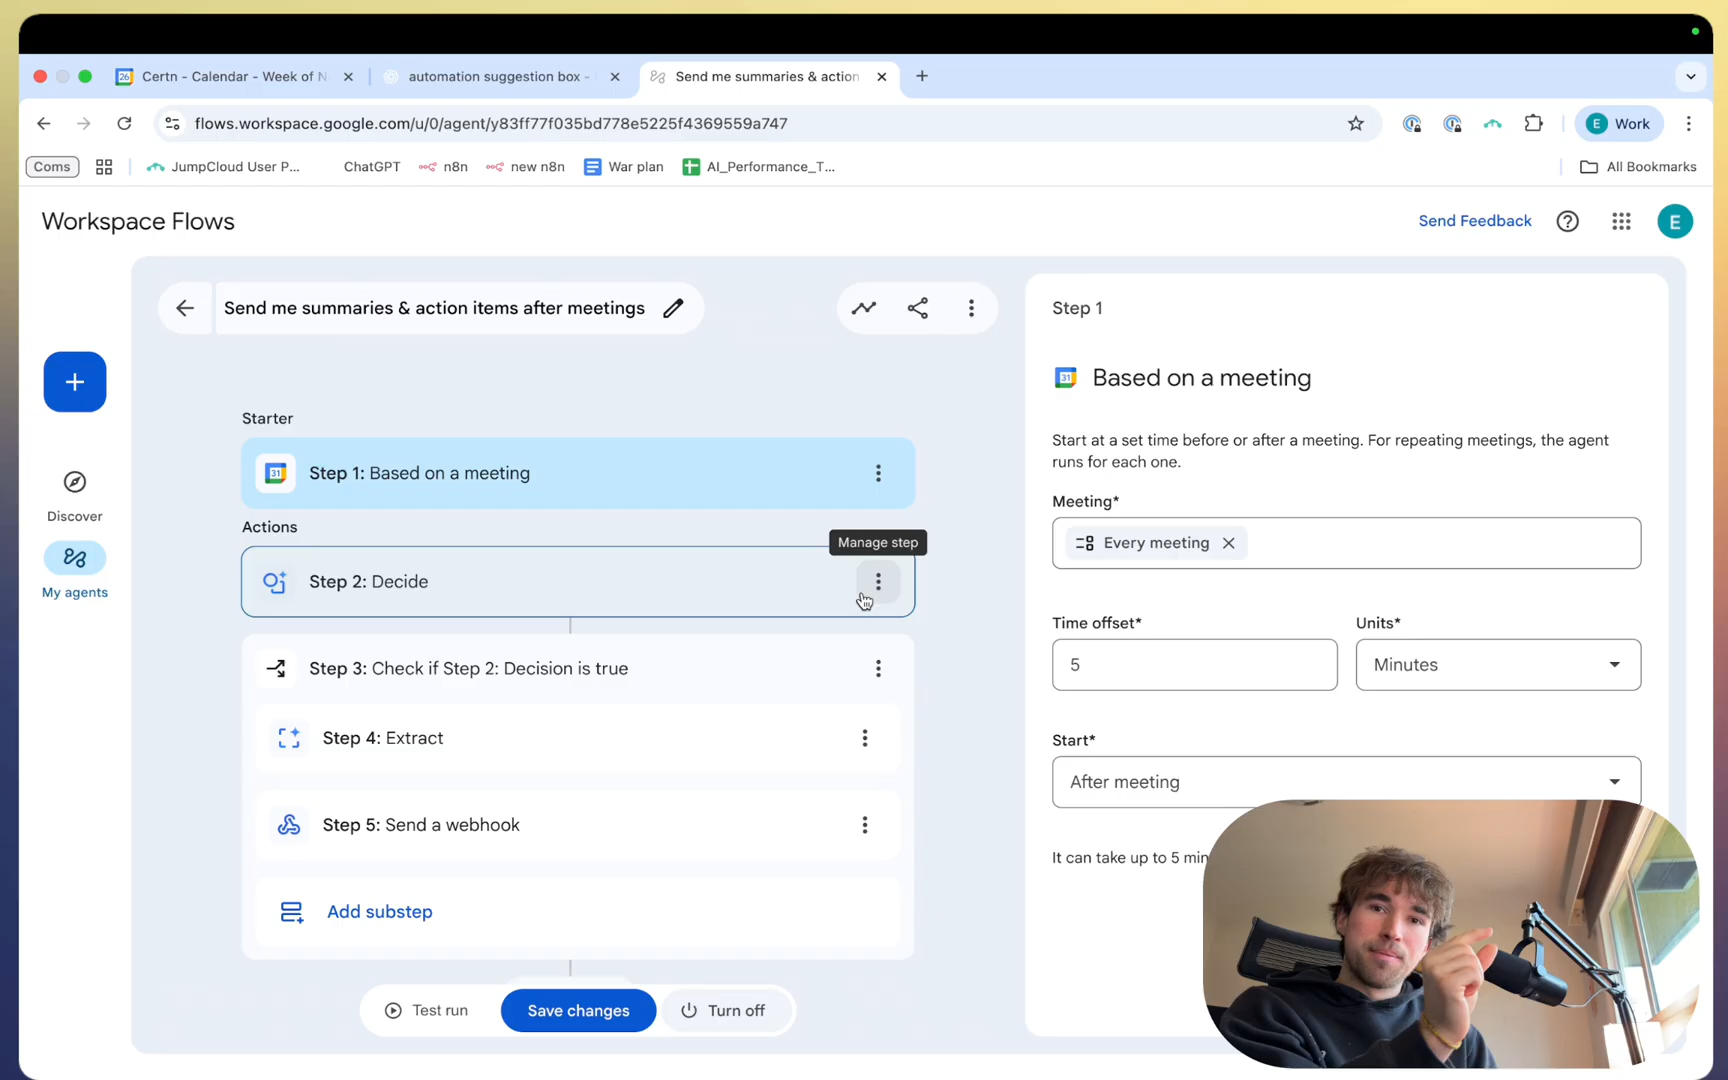 Certn - Calendar - Week of N
automation suggestion box -
Send me summaries & action
flows.workspace.google.com/u/0/agent/y83ff77f035bd778e5225f4369559a747
E Work
Coms
JumpCloud User P...
ChatGPT
n8n
new n8n
War plan
AI_Performance_T...
All Bookmarks
Workspace Flows
Send Feedback
E
Send me summaries & action items after meetings
Discover
My agents
Starter
Step 1: Based on a meeting
Actions
Manage step
Step 2: Decide
Step 3: Check if Step 2: Decision is true
Step 4: Extract
Step 5: Send a webhook
Add substep
Test run
Save changes
Turn off
Step 1
31
Based on a meeting
Start at a set time before or after a meeting. For repeating meetings, the agent
runs for each one.
Meeting*
Every meeting
Time offset*
Units*
5
Minutes
Start*
After meeting
It can take up to 5 min